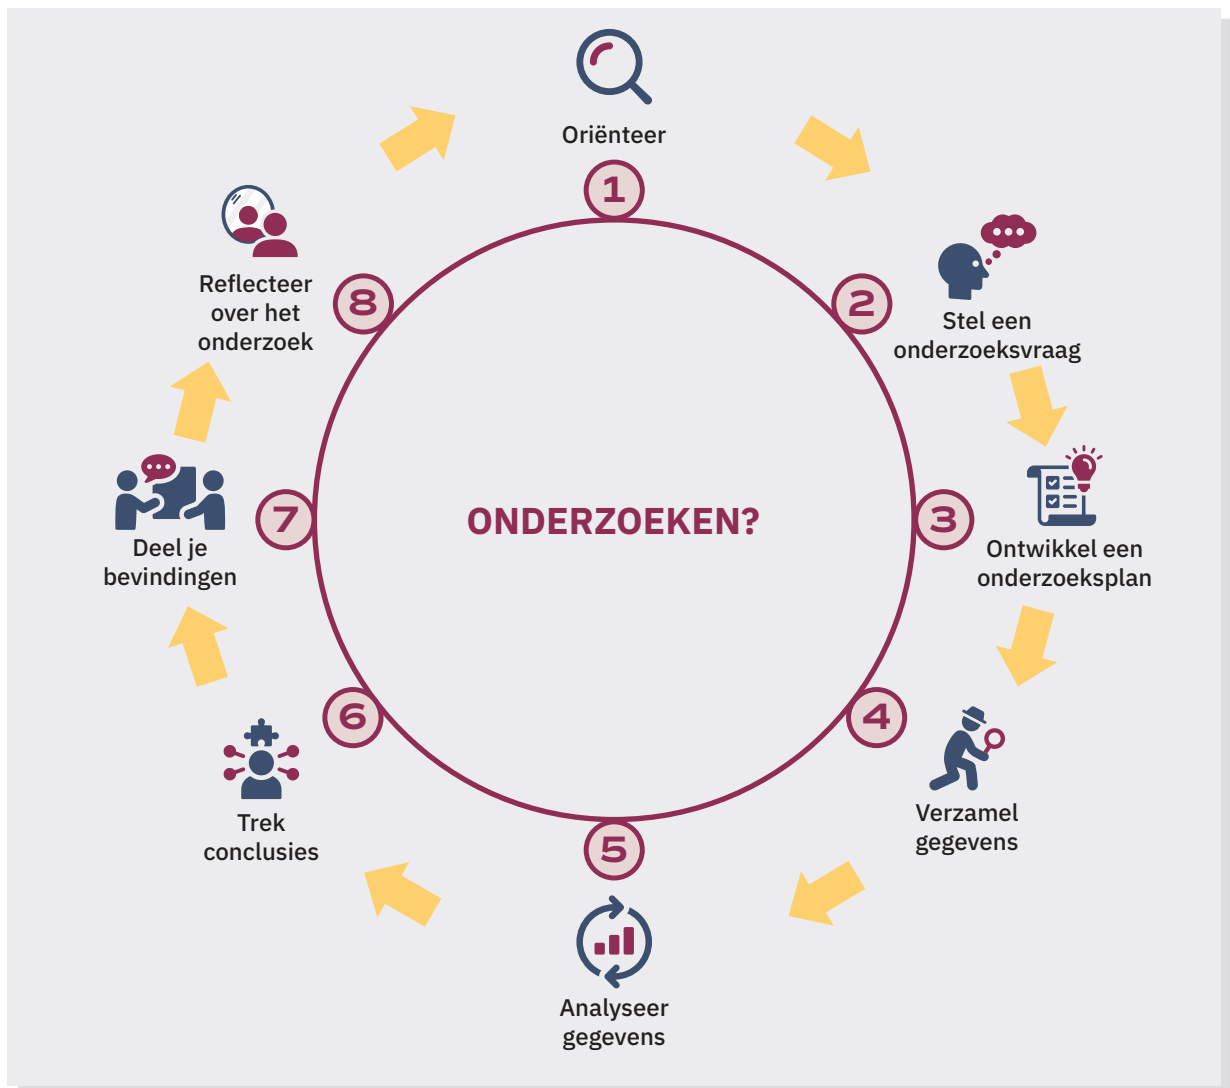 Oriënteer
1
2
Stel een
onderzoeksvraag
3
Ontwikkel een
onderzoeksplan
4
Verzamel
gegevens
5
Analyseer
gegevens
6
Trek
conclusies
7
Deel je
bevindingen
8
Reflecteer
over het
onderzoek
ONDERZOEKEN?